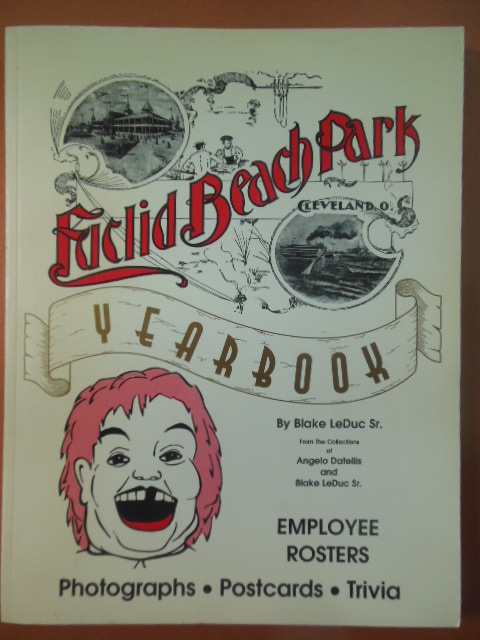 Euclid Beach Park
CLEVELAND, O.
YEARBOOK
By Blake LeDuc Sr.
From The Collections
of
Angelo Datellis
and
Blake LeDuc Sr.
EMPLOYEE
ROSTERS
Photographs • Postcards • Trivia